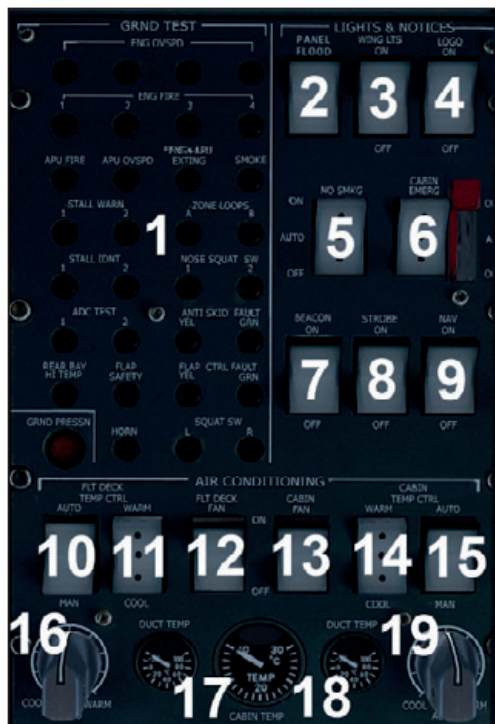 GRND TEST
ENG OVSPD
1 2 3 4
ENG FIRE
APU FIRE APU OVSPD EXTING SMOKE
STALL WARN ZONE LOOPS
1 2 A B
1
STALL IDNT NOSE SQUAT SW
1 2 1 2
ADC TEST ANTI SKID FAULT
1 2 YEL GRN
REAR BAY HI TEMP FLAP SAFETY FLAP CTRL FAULT
YEL GRN
GRND PRESSN HORN SQUAT SW
L R
LIGHTS & NOTICES
PANEL FLOOD WING LTS ON LOGO ON
2 3 4
OFF OFF
NO SMKG CABIN EMERG
ON
AUTO 5 6
OFF
BEACON ON STROBE ON NAV ON
7 8 9
OFF OFF OFF
AIR CONDITIONING
FLT DECK TEMP CTRL CABIN TEMP CTRL
AUTO WARM FLT DECK FAN ON CABIN FAN WARM AUTO
10 11 12 13 14 15
MAN COOL OFF COOL MAN
16 DUCT TEMP DUCT TEMP 19
30
°C
TEMP
20
COOL WARM 17 18 COOL
CABIN TEMP